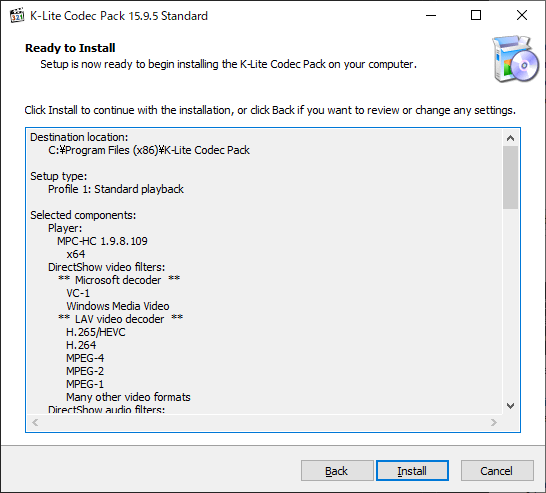 K-Lite Codec Pack 15.9.5 Standard
Ready to Install
Setup is now ready to begin installing the K-Lite Codec Pack on your computer.
Click Install to continue with the installation, or click Back if you want to review or change any settings.
Destination location:
C:¥Program Files (x86)¥K-Lite Codec Pack
Setup type:
Profile 1: Standard playback
Selected components:
Player:
MPC-HC 1.9.8.109
x64
DirectShow video filters:
** Microsoft decoder **
VC-1
Windows Media Video
** LAV video decoder **
H.265/HEVC
H.264
MPEG-4
MPEG-2
MPEG-1
Many other video formats
DirectShow audio filters:
Back Install Cancel